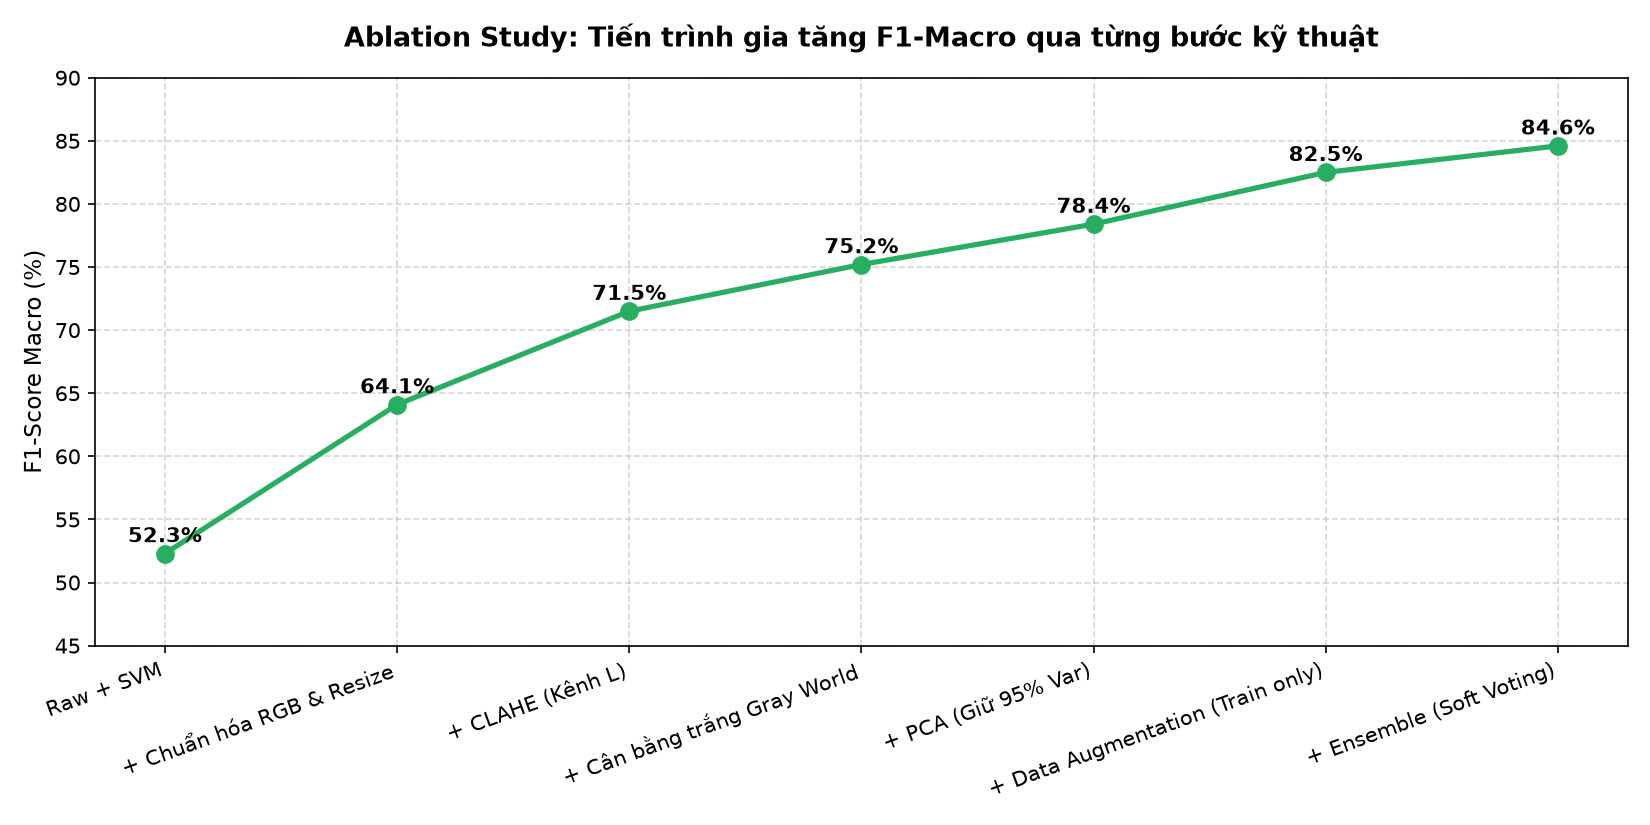 Ablation Study: Tiến trình gia tăng F1-Macro qua từng bước kỹ thuật
F1-Score Macro (%)
90
85
80
75
70
65
60
55
50
45
52.3%
64.1%
71.5%
75.2%
78.4%
82.5%
84.6%
Raw + SVM
+ Chuẩn hóa RGB & Resize
+ CLAHE (Kênh L)
+ Cân bằng trắng Gray World
+ PCA (Giữ 95% Var)
+ Data Augmentation (Train only)
+ Ensemble (Soft Voting)